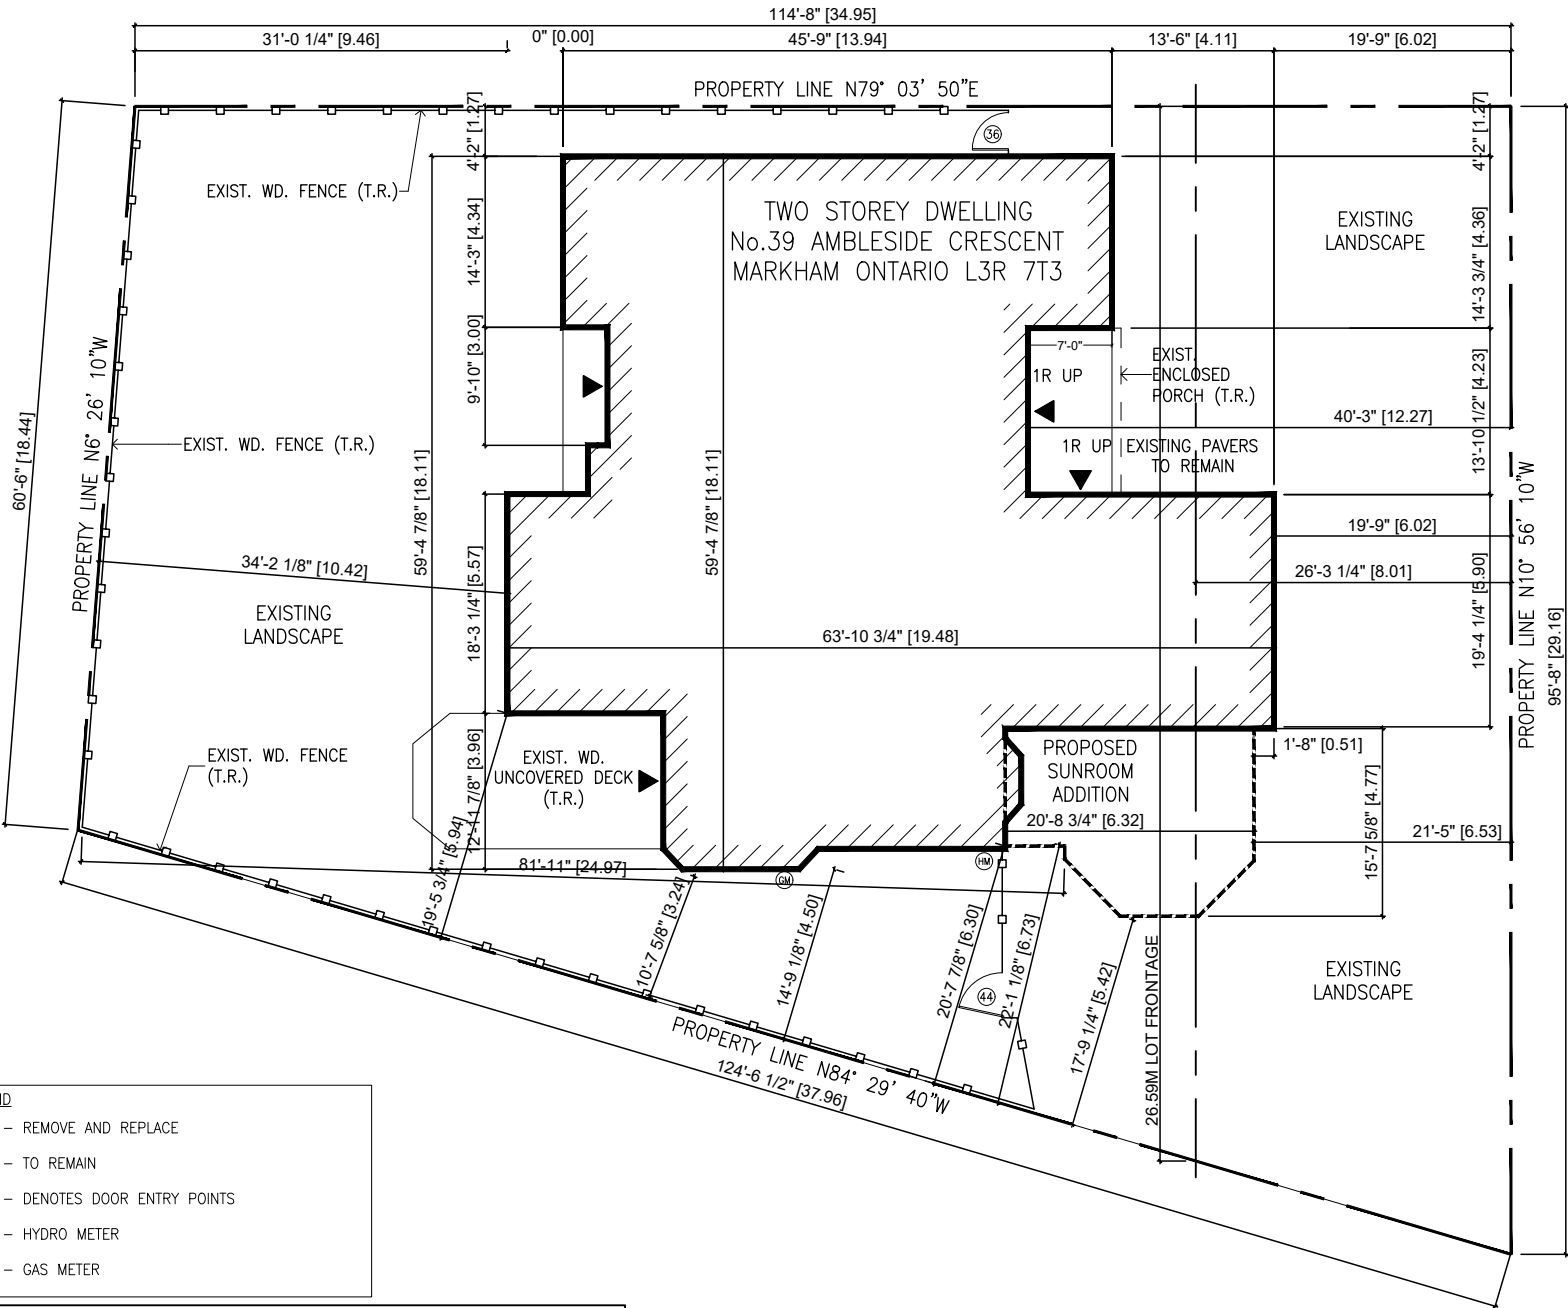 114'-8" [34.95]
31'-0 1/4" [9.46]
0" [0.00]
45'-9" [13.94]
13'-6" [4.11]
19'-9" [6.02]
PROPERTY LINE N79° 03' 50"E
4'-2" [1.27]
36
4'-2" [1.27]
EXIST. WD. FENCE (T.R.)
14'-3" [4.34]
TWO STOREY DWELLING
No.39 AMBLESIDE CRESCENT
MARKHAM ONTARIO L3R 7T3
EXISTING
LANDSCAPE
14'-3 3/4" [4.36]
9'-10" [3.00]
7'-0"
1R UP
EXIST.
ENCLOSED
PORCH (T.R.)
13'-10 1/2" [4.23]
40'-3" [12.27]
60'-6" [18.44]
PROPERTY LINE N6° 26' 10"W
EXIST. WD. FENCE (T.R.)
1R UP
EXISTING PAVERS
TO REMAIN
59'-4 7/8" [18.11]
59'-4 7/8" [18.11]
19'-9" [6.02]
34'-2 1/8" [10.42]
18'-3 1/4" [5.57]
26'-3 1/4" [8.01]
19'-4 1/4" [5.90]
PROPERTY LINE N10° 56' 10"W
95'-8" [29.16]
EXISTING
LANDSCAPE
63'-10 3/4" [19.48]
EXIST. WD. FENCE
(T.R.)
EXIST. WD.
UNCOVERED DECK
(T.R.)
12'-11 7/8" [3.96]
PROPOSED
SUNROOM
ADDITION
1'-8" [0.51]
20'-8 3/4" [6.32]
15'-7 5/8" [4.77]
21'-5" [6.53]
81'-11" [24.97]
HM
GM
19'-5 3/4" [5.94]
10'-7 5/8" [3.24]
14'-9 1/8" [4.50]
20'-7 7/8" [6.30]
22'-1 1/8" [6.73]
17'-9 1/4" [5.42]
44
26.59M LOT FRONTAGE
EXISTING
LANDSCAPE
PROPERTY LINE N84° 29' 40"W
124'-6 1/2" [37.96]
ND
– REMOVE AND REPLACE
– TO REMAIN
– DENOTES DOOR ENTRY POINTS
– HYDRO METER
– GAS METER